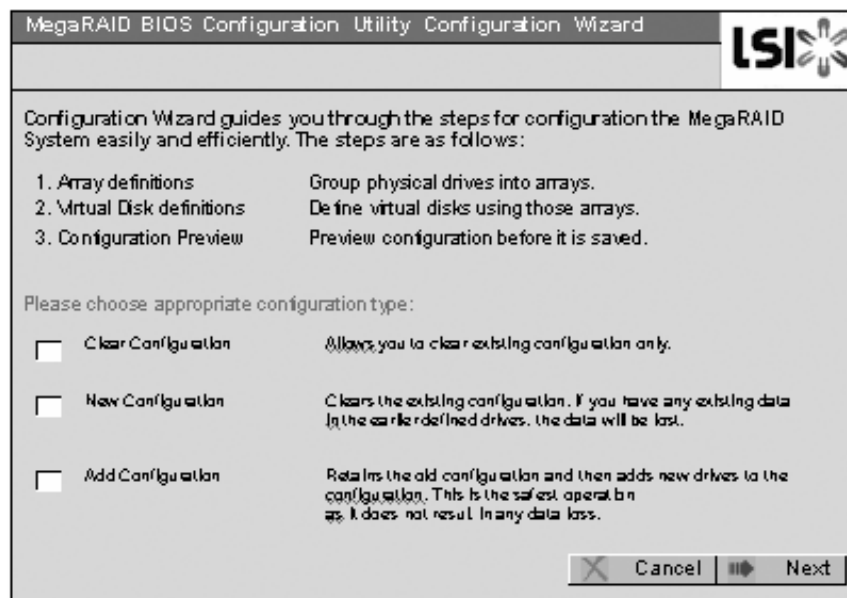 MegaRAID BIOS Configuration Utility Configuration Wizard
LSI
Configuration Wizard guides you through the steps for configuration the MegaRAID
System easily and efficiently. The steps are as follows:
1. Array definitions Group physical drives into arrays.
2. Virtual Disk definitions Define virtual disks using those arrays.
3. Configuration Preview Preview configuration before it is saved.
Please choose appropriate configuration type:
Clear Configuration Allows you to clear existing configuration only.
New Configuration Clears the existing configuration. If you have any existing data
in the earlier defined drives, the data will be lost.
Add Configuration Retains the old configuration and then adds new drives to the
configuration. This is the safest operation
as it does not result in any data loss.
Cancel Next